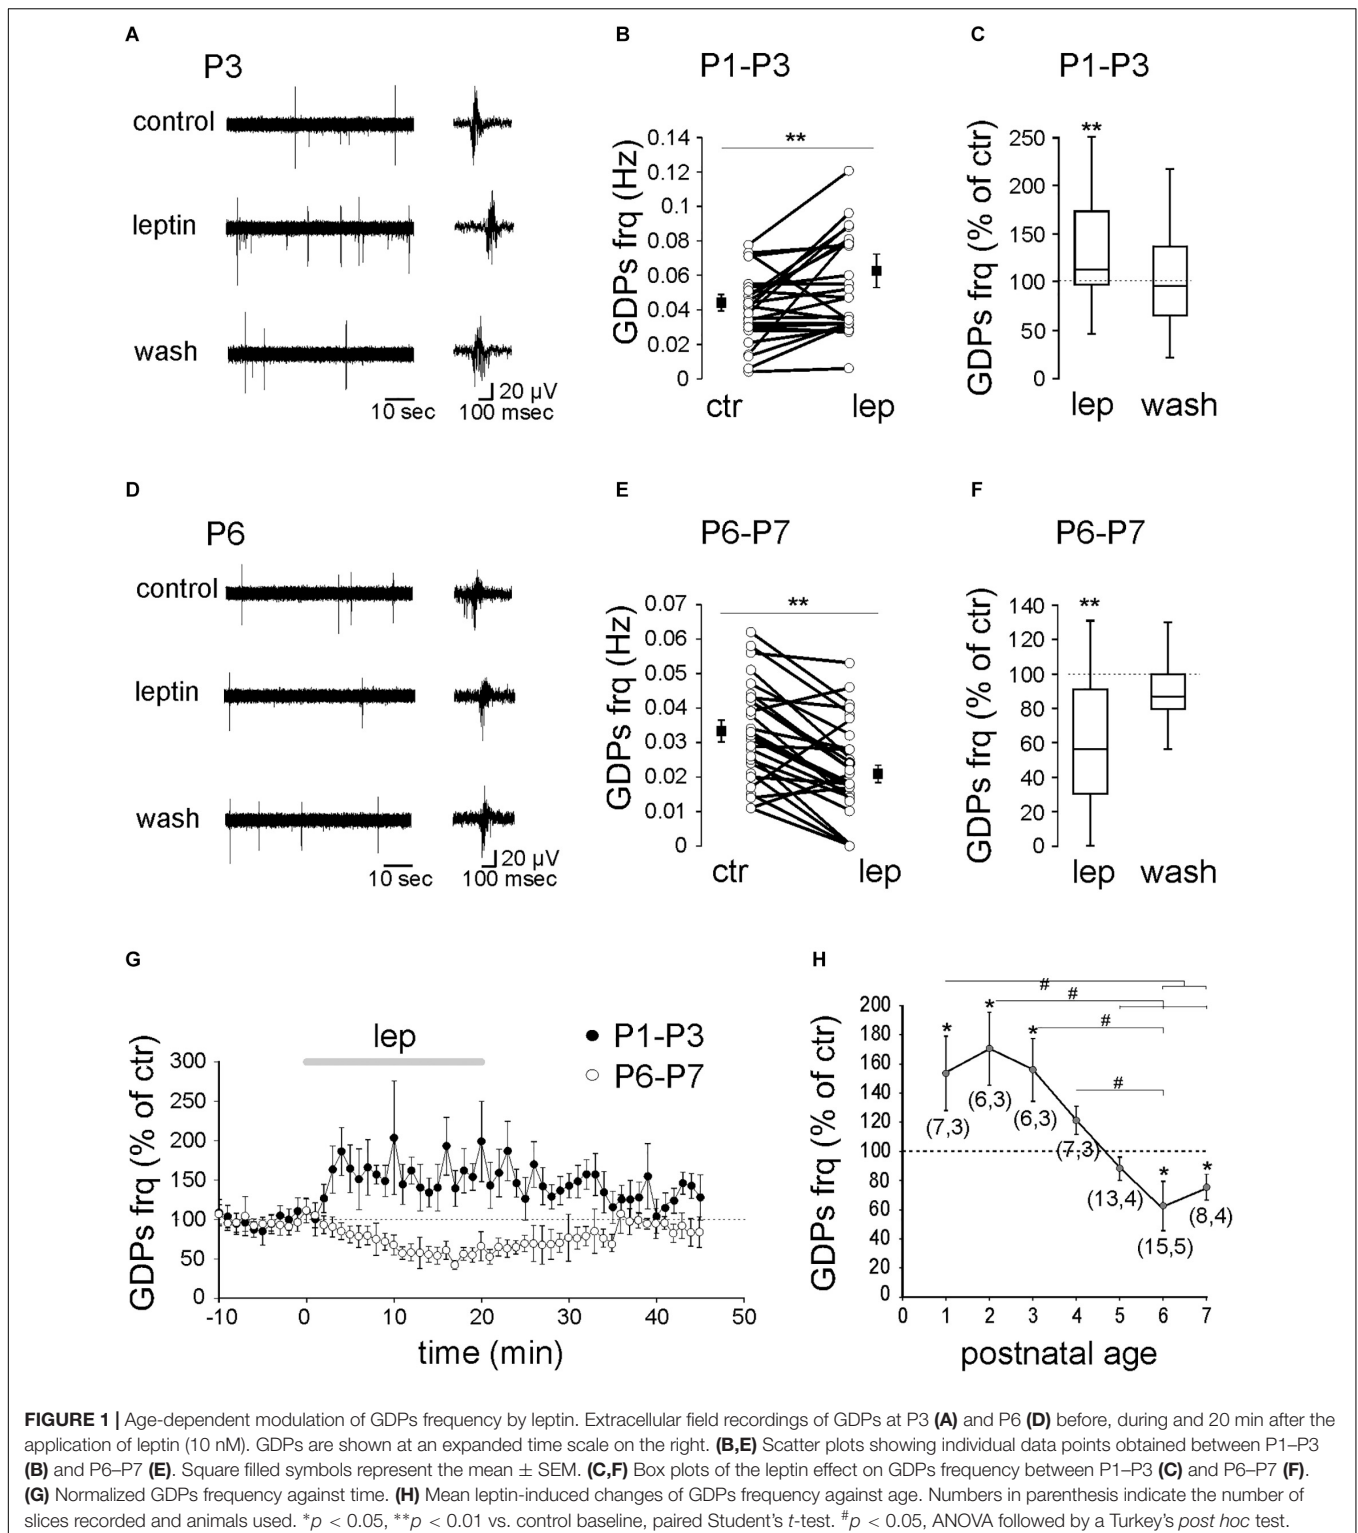 A
P3
control
leptin
wash
10 sec
20 µV
100 msec
B
P1-P3
GDPs frq (Hz)
0.14
0.12
0.1
0.08
0.06
0.04
0.02
0
**
ctr
lep
C
P1-P3
GDPs frq (% of ctr)
250
200
150
100
50
0
**
lep
wash
D
P6
control
leptin
wash
10 sec
20 µV
100 msec
E
P6-P7
GDPs frq (Hz)
0.07
0.06
0.05
0.04
0.03
0.02
0.01
0
**
ctr
lep
F
P6-P7
GDPs frq (% of ctr)
140
120
100
80
60
40
20
0
**
lep
wash
G
lep
P1-P3
P6-P7
GDPs frq (% of ctr)
300
250
200
150
100
50
0
-10 0 10 20 30 40 50
time (min)
H
#
#
#
#
GDPs frq (% of ctr)
200
180
160
140
120
100
80
60
40
20
0
* * * * *
(7,3)
(6,3)
(6,3)
(7,3)
(13,4)
(15,5)
(8,4)
0 1 2 3 4 5 6 7
postnatal age
FIGURE 1 | Age-dependent modulation of GDPs frequency by leptin. Extracellular field recordings of GDPs at P3 (A) and P6 (D) before, during and 20 min after the
application of leptin (10 nM). GDPs are shown at an expanded time scale on the right. (B,E) Scatter plots showing individual data points obtained between P1–P3
(B) and P6–P7 (E). Square filled symbols represent the mean ± SEM. (C,F) Box plots of the leptin effect on GDPs frequency between P1–P3 (C) and P6–P7 (F).
(G) Normalized GDPs frequency against time. (H) Mean leptin-induced changes of GDPs frequency against age. Numbers in parenthesis indicate the number of
slices recorded and animals used. *p < 0.05, **p < 0.01 vs. control baseline, paired Student's t-test. #p < 0.05, ANOVA followed by a Turkey's post hoc test.